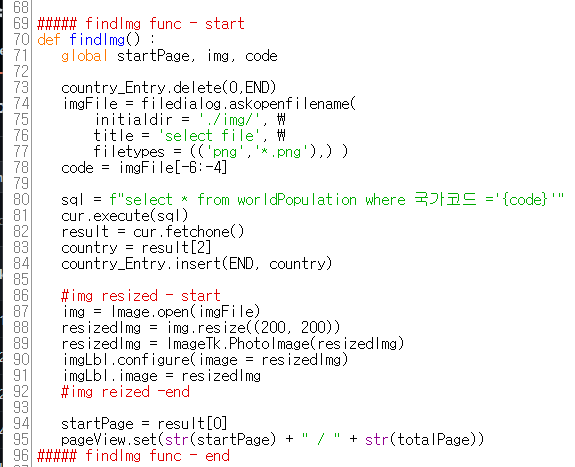 68
69 ##### findImg func - start
70 def findImg() :
71 global startPage, img, code
72
73 country_Entry.delete(0,END)
74 imgFile = filedialog.askopenfilename(
75 initialdir = './img/', ₩
76 title = 'select file', ₩
77 filetypes = (('png','*.png'),) )
78 code = imgFile[-6:-4]
79
80 sql = f"select * from worldPopulation where 국가코드 ='{code}'"
81 cur.execute(sql)
82 result = cur.fetchone()
83 country = result[2]
84 country_Entry.insert(END, country)
85
86 #img resized - start
87 img = Image.open(imgFile)
88 resizedImg = img.resize((200, 200))
89 resizedImg = ImageTk.PhotoImage(resizedImg)
90 imgLbl.configure(image = resizedImg)
91 imgLbl.image = resizedImg
92 #img reized -end
93
94 startPage = result[0]
95 pageView.set(str(startPage) + " / " + str(totalPage))
96 ##### findImg func - end